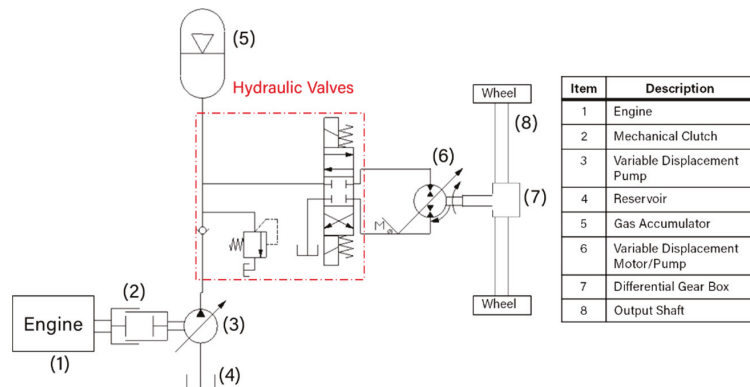 (5)
Hydraulic Valves
Wheel
(8)
(6)
(7)
M
(2)
Engine
(3)
(1)
(4)
Wheel
Item Description
1 Engine
2 Mechanical Clutch
3 Variable Displacement
Pump
4 Reservoir
5 Gas Accumulator
6 Variable Displacement
Motor/Pump
7 Differential Gear Box
8 Output Shaft